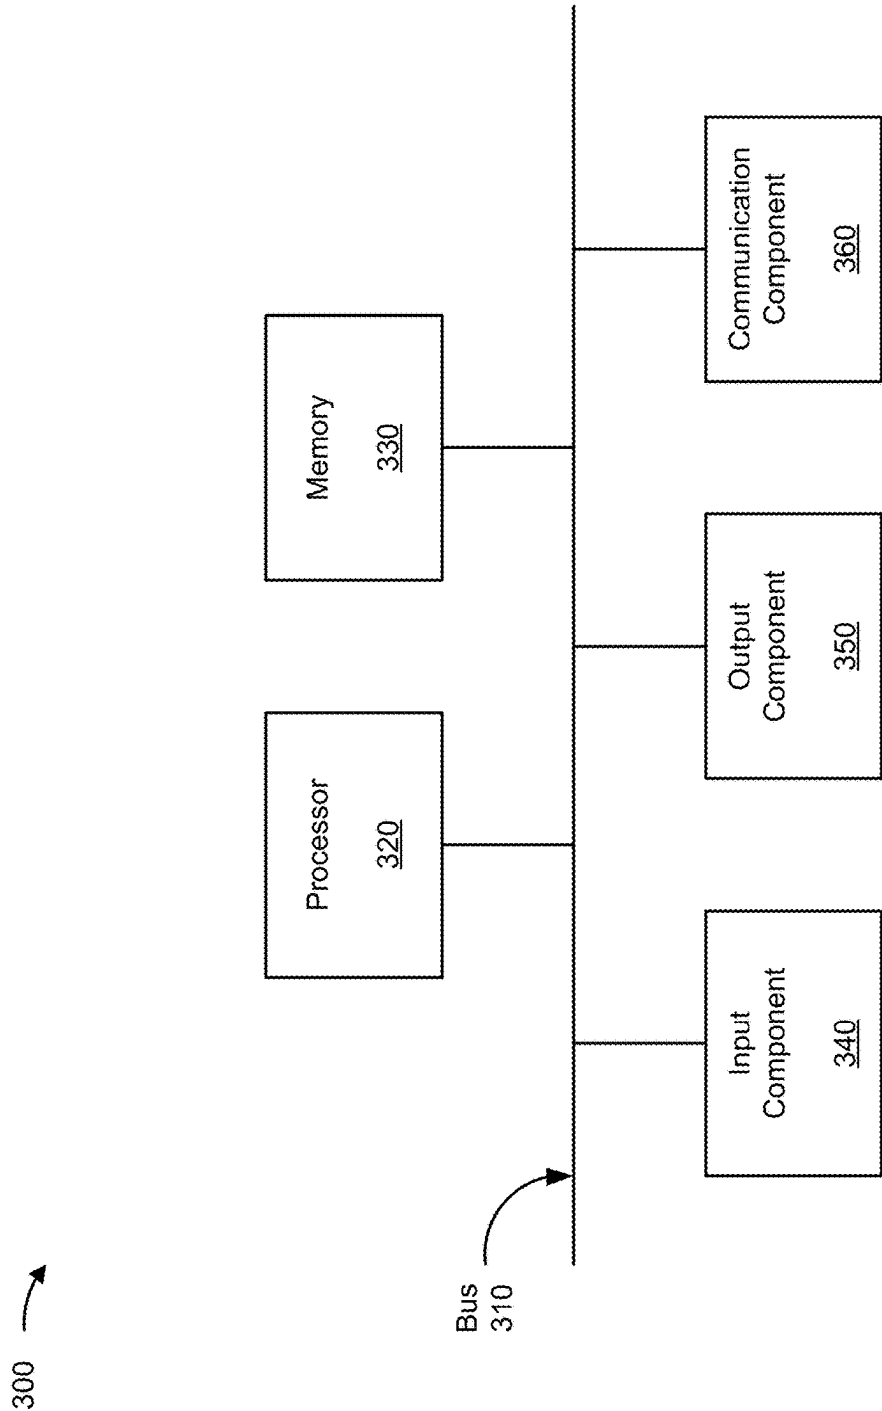 300
Processor
320
Memory
330
Bus
310
Input
Component
340
Output
Component
350
Communication
Component
360